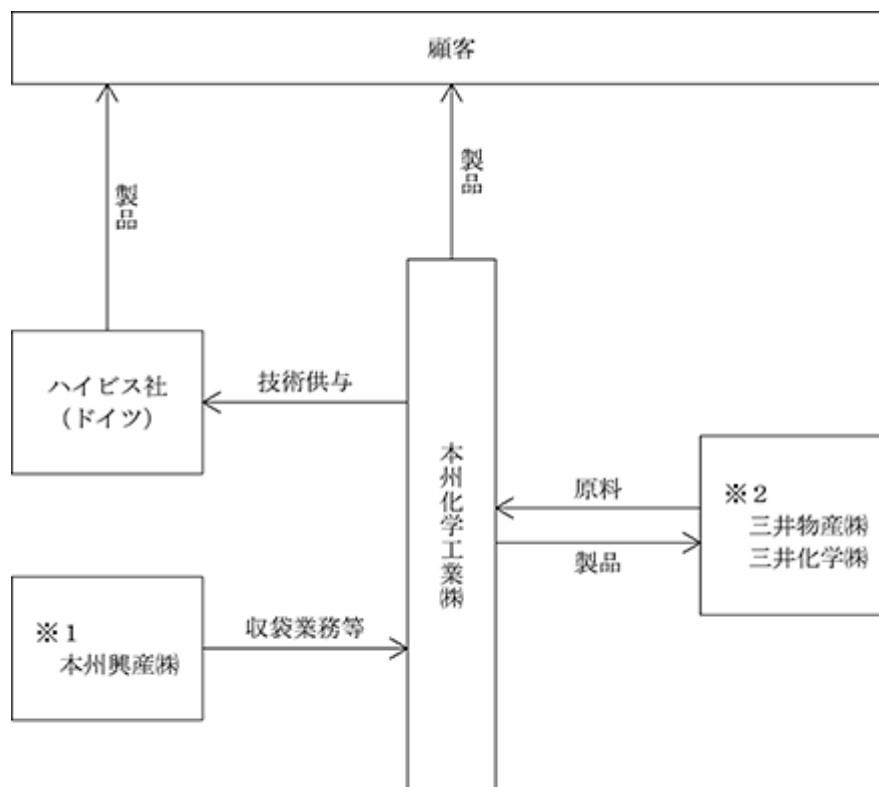 顧客
製品
製品
ハイビス社
(ドイツ)
技術供与
本州化学工業㈱
原料
製品
※2
三井物産㈱
三井化学㈱
※1
本州興産㈱
収袋業務等